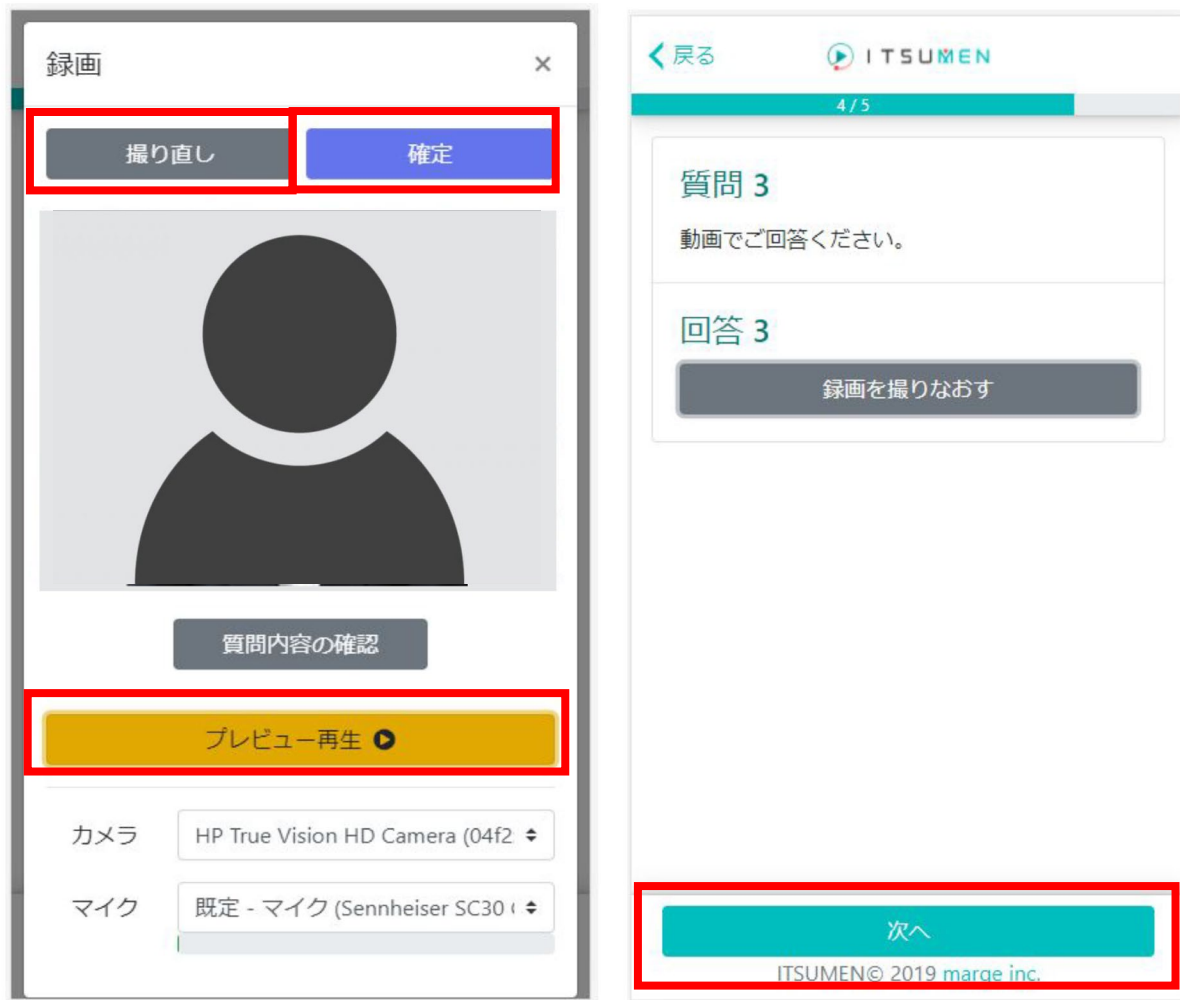 録画
×
撮り直し
確定
質問内容の確認
プレビュー再生
カメラ
HP True Vision HD Camera (04f2
マイク
既定 - マイク (Sennheiser SC30
戻る
ITSUMEN
4 / 5
質問 3
動画でご回答ください。
回答 3
録画を撮りなおす
次へ
ITSUMEN© 2019 marge inc.